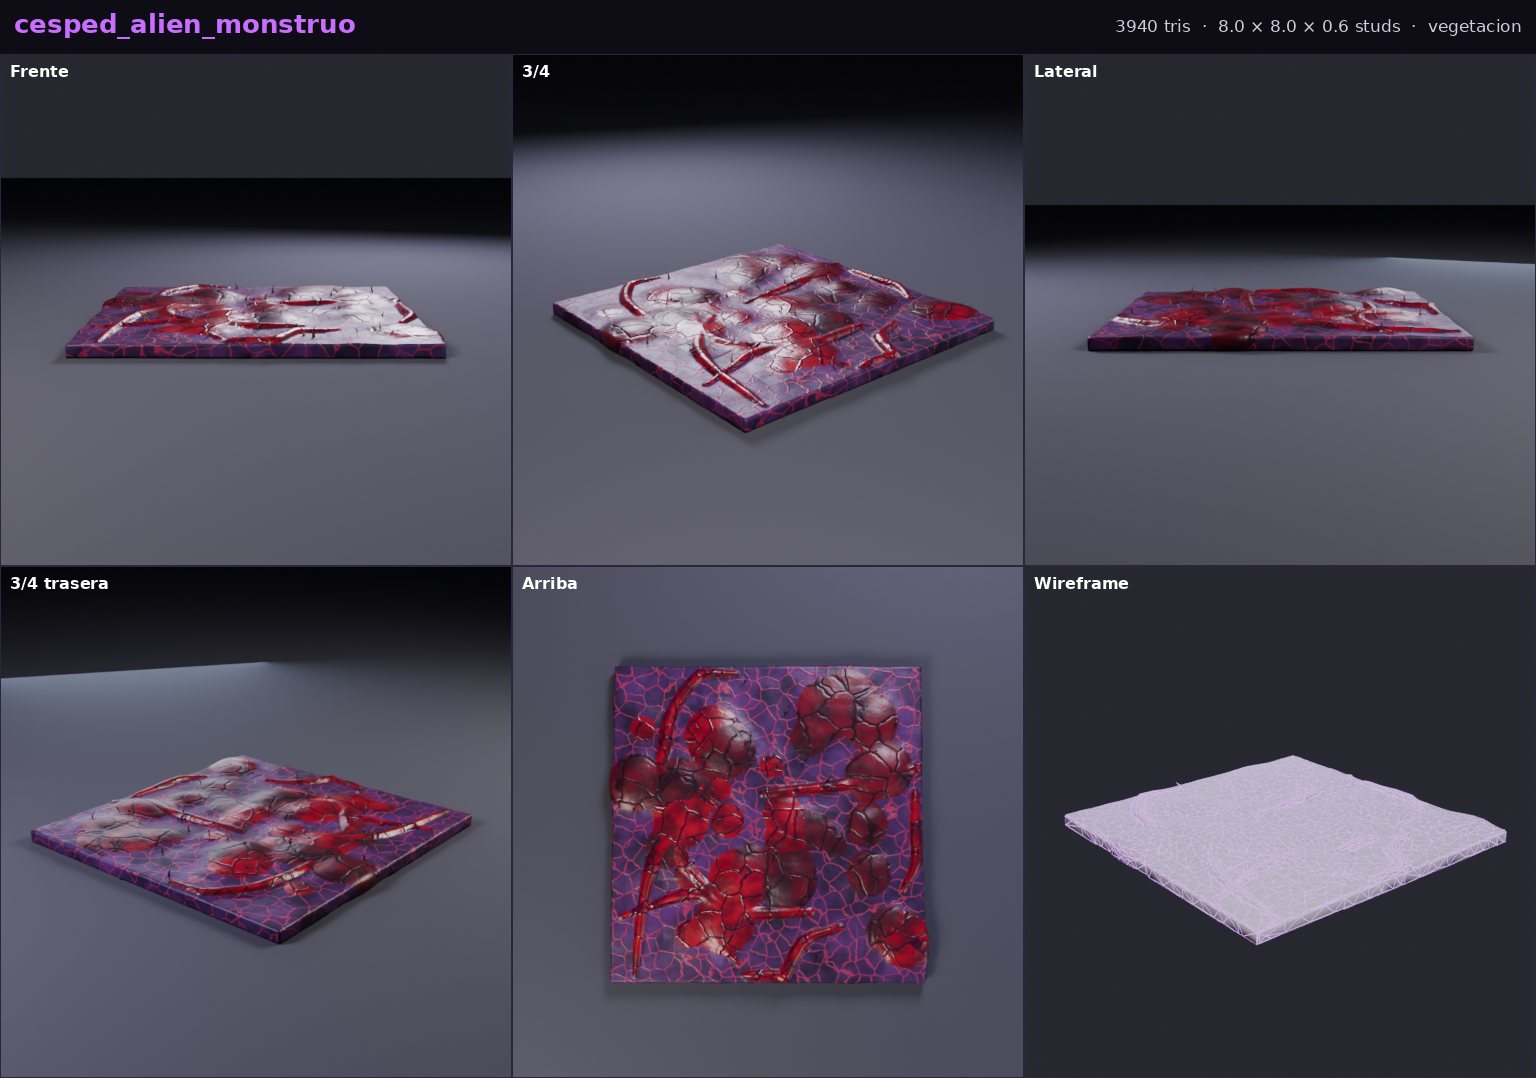 cesped_alien_monstruo
3940 tris · 8.0 × 8.0 × 0.6 studs · vegetacion
Frente
3/4
Lateral
3/4 trasera
Arriba
Wireframe